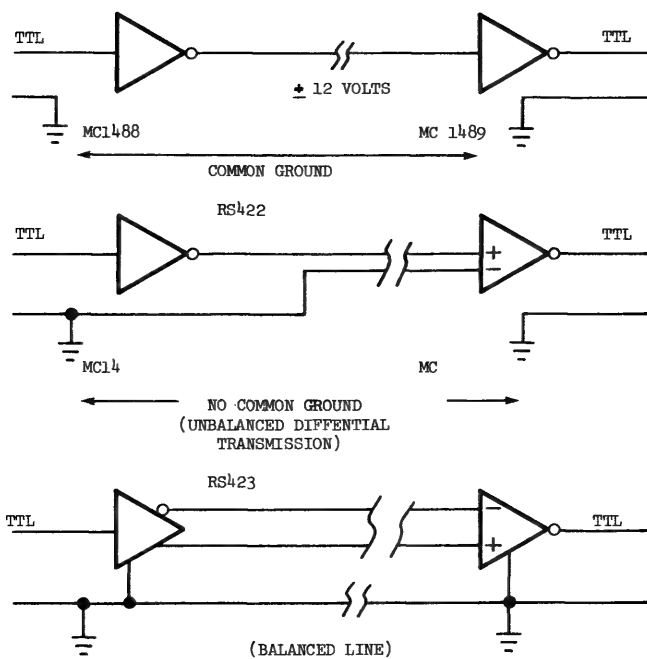 TTL
TTL
± 12 VOLTS
MC1488
MC 1489
COMMON GROUND
RS422
TTL
TTL
+
−
MC14
MC
NO COMMON GROUND
(UNBALANCED DIFFENTIAL
TRANSMISSION)
RS423
TTL
−
TTL
+
(BALANCED LINE)